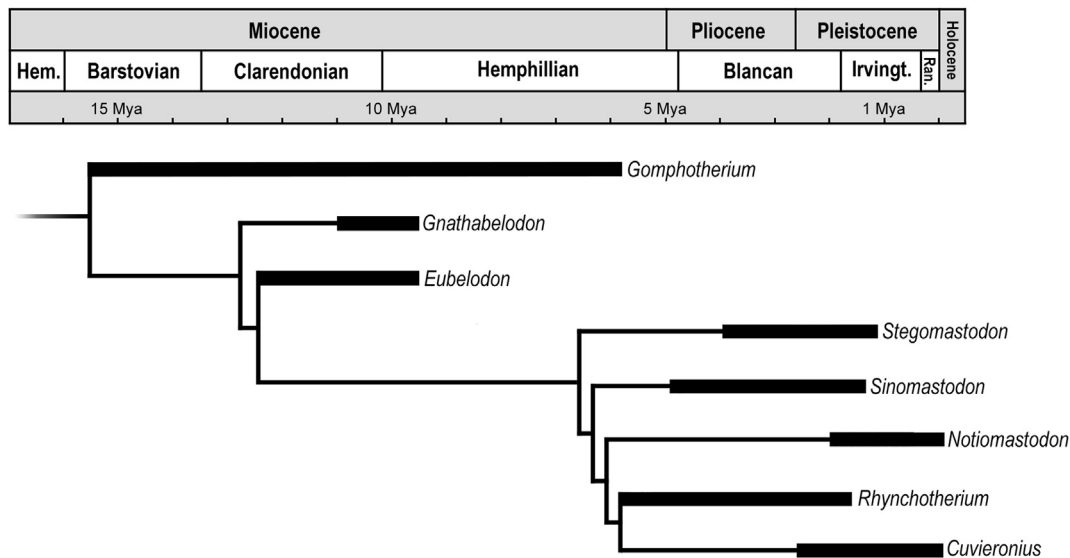 Miocene Pliocene Pleistocene Holocene
Hem. Barstovian Clarendonian Hemphillian Blancan Irvingt. Ran.
15 Mya 10 Mya 5 Mya 1 Mya
Gomphotherium
Gnathabelodon
Eubelodon
Stegomastodon
Sinomastodon
Notiomastodon
Rhynchotherium
Cuvieronius